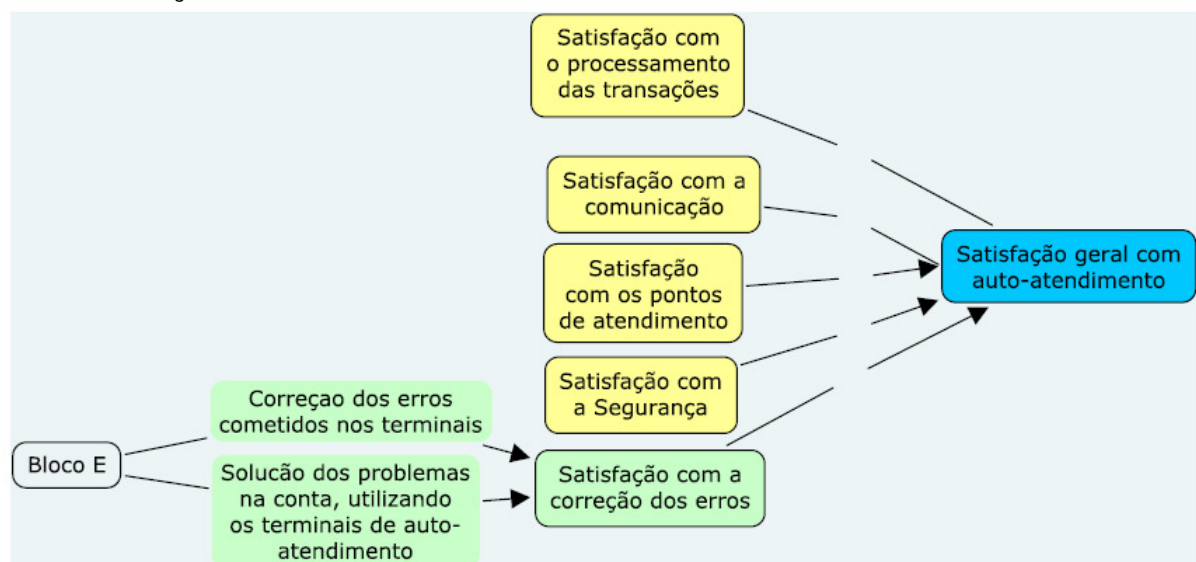 Satisfação com
o processamento
das transações
Satisfação com a
comunicação
Satisfação
com os pontos
de atendimento
Satisfação com
a Segurança
Satisfação geral com
auto-atendimento
Bloco E
Correçao dos erros
cometidos nos terminais
Solucão dos problemas
na conta, utilizando
os terminais de auto-
atendimento
Satisfação com a
correção dos erros